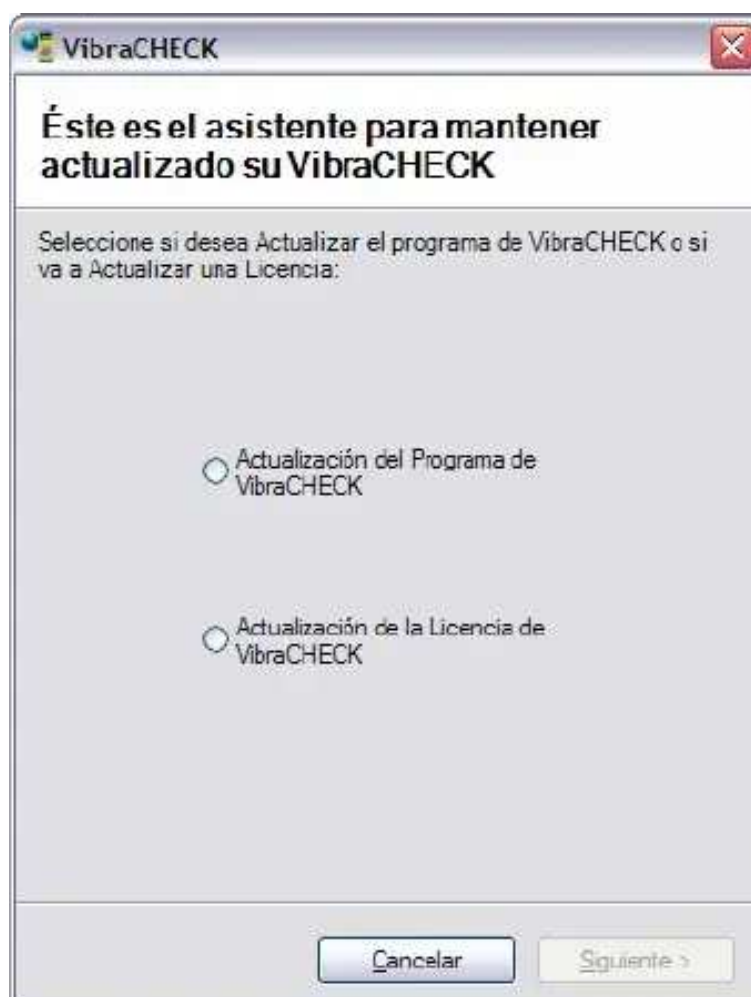 VibraCHECK
Éste es el asistente para mantener
actualizado su VibraCHECK
Seleccione si desea Actualizar el programa de VibraCHECK o si
va a Actualizar una Licencia:
Actualización del Programa de
VibraCHECK
Actualización de la Licencia de
VibraCHECK
Cancelar
Siguiente >